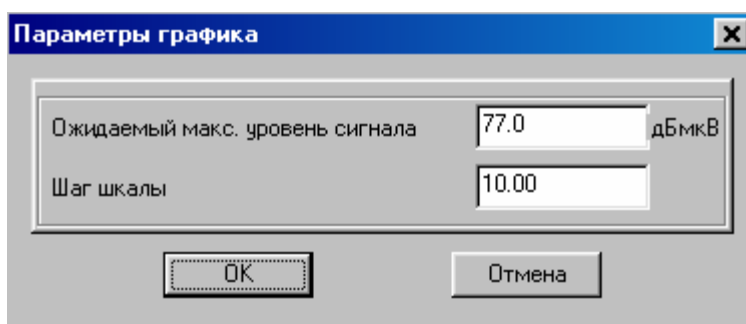 Параметры графика
Ожидаемый макс. уровень сигнала 77.0 дБмкВ
Шаг шкалы 10.00
OK Отмена